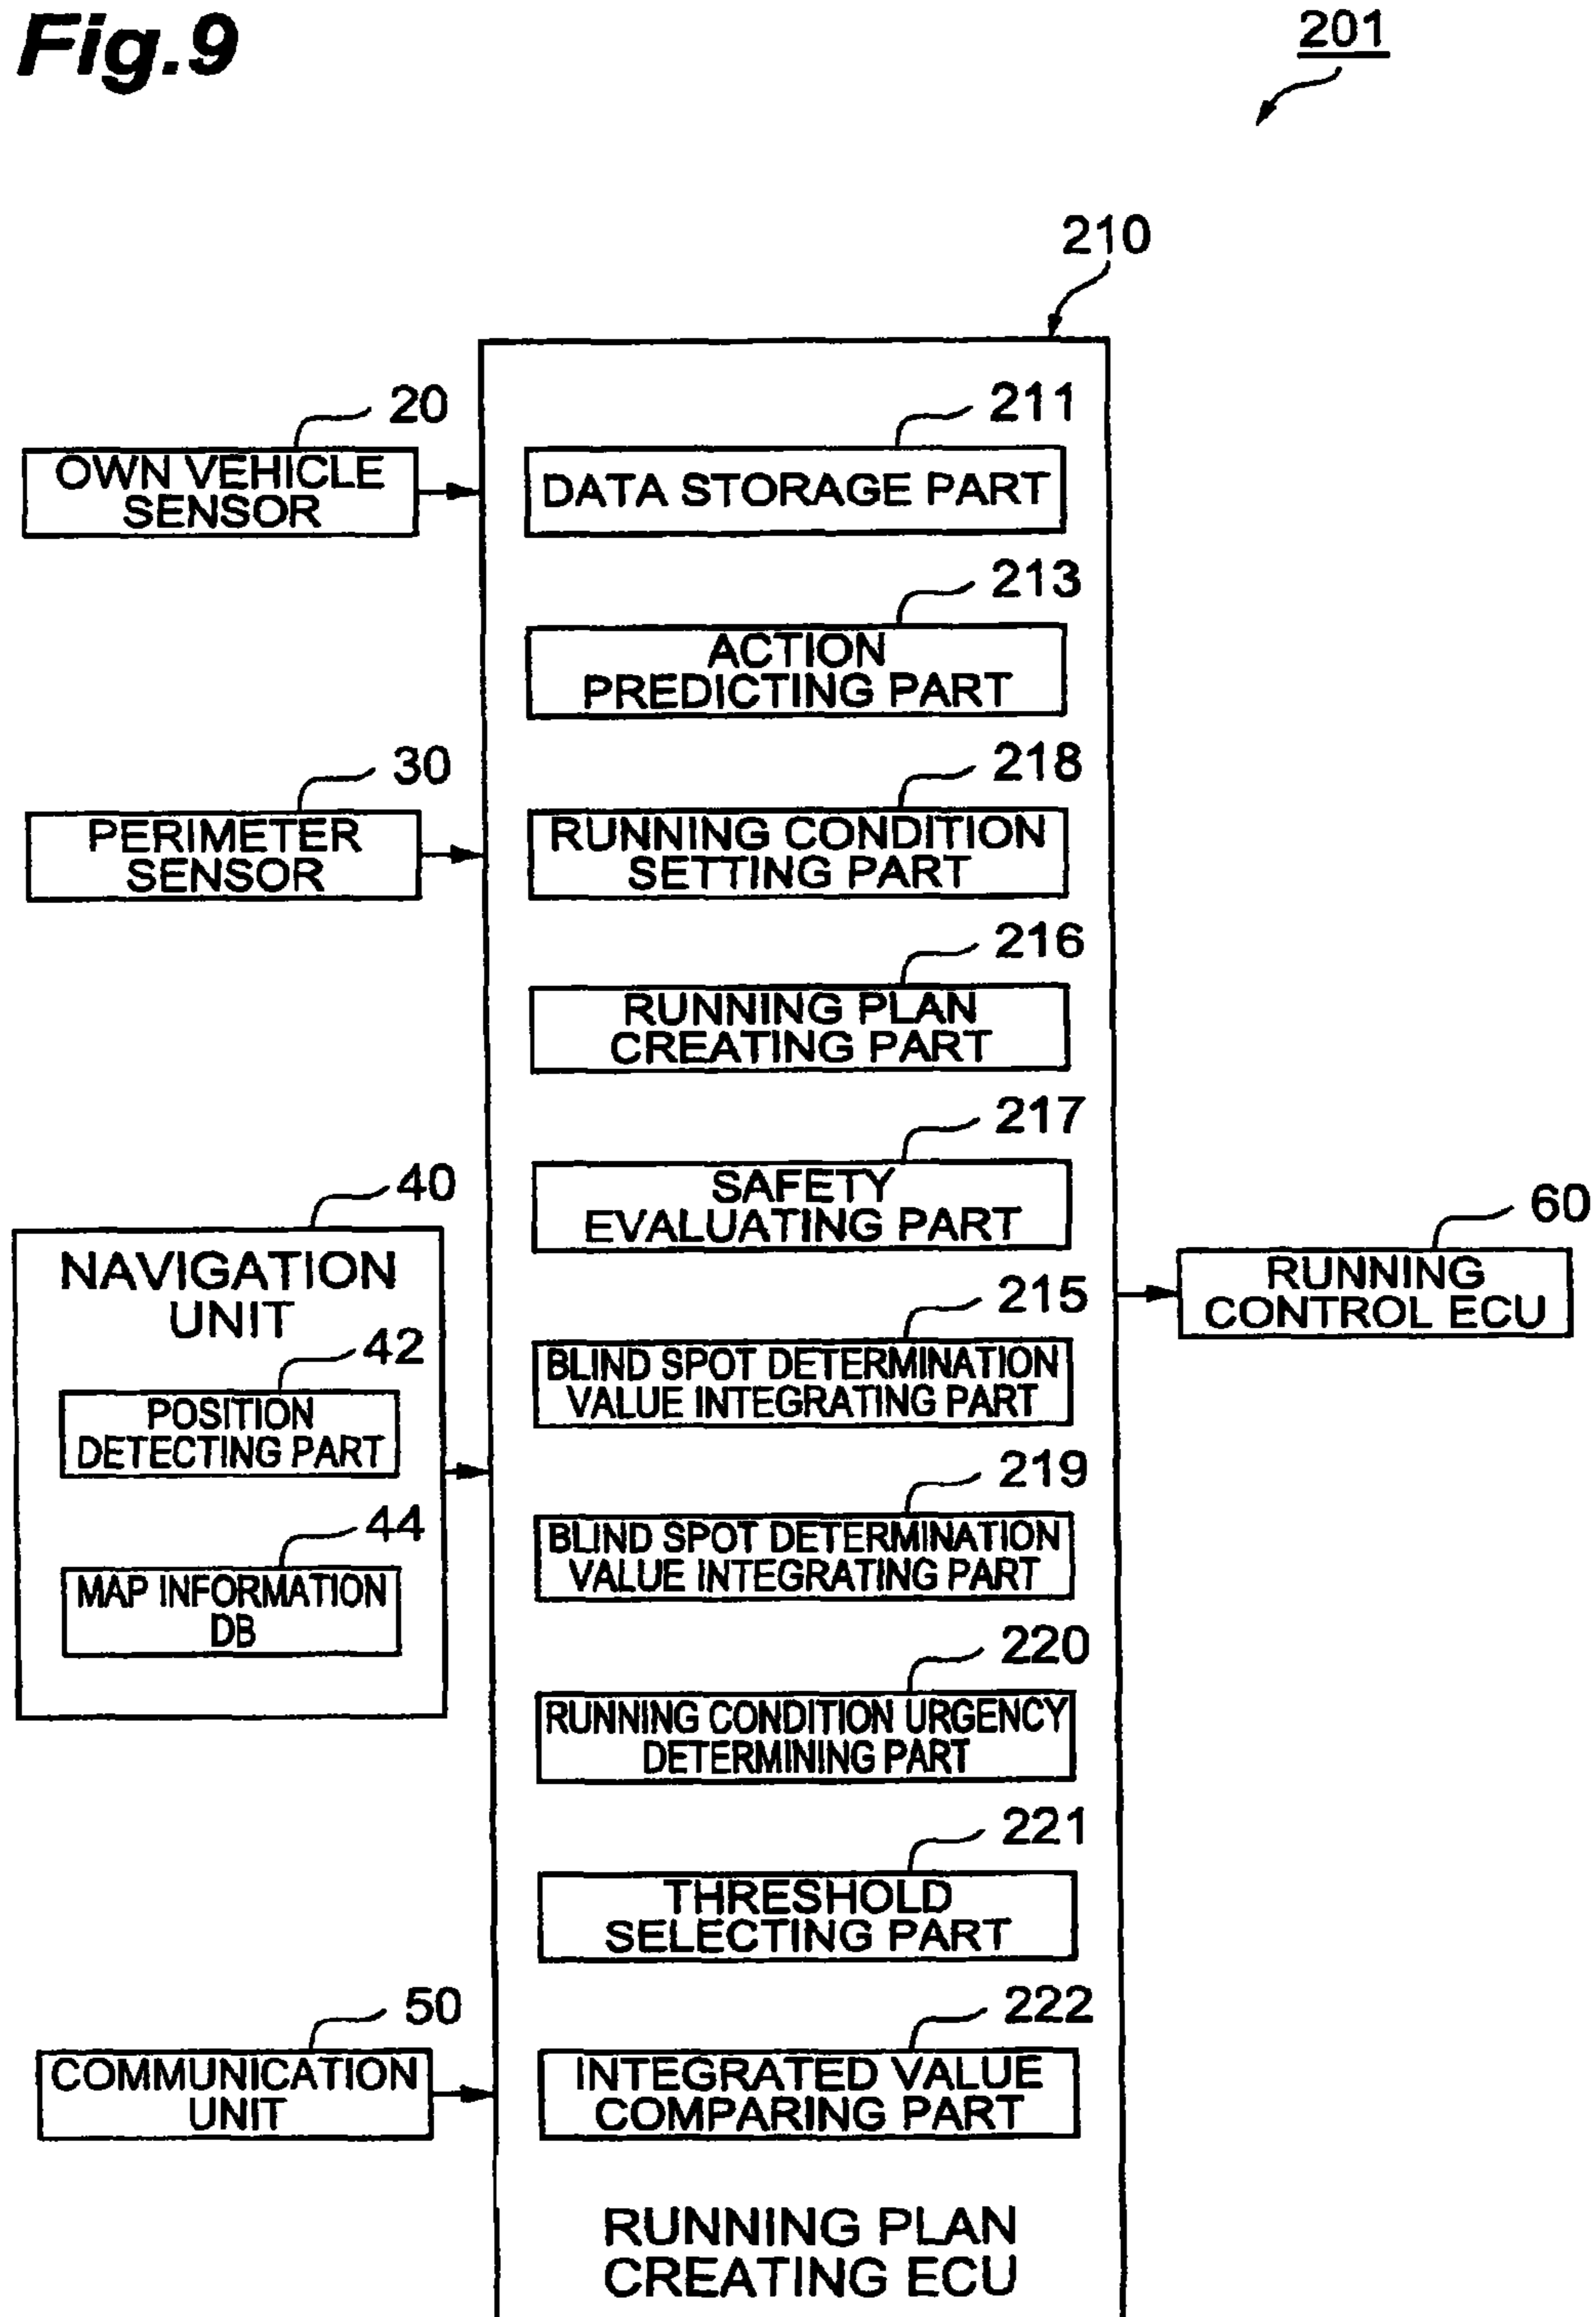 Fig.9
201
210
20
OWN VEHICLE
SENSOR
30
PERIMETER
SENSOR
40
NAVIGATION
UNIT
42
POSITION
DETECTING PART
44
MAP INFORMATION
DB
50
COMMUNICATION
UNIT
211
DATA STORAGE PART
213
ACTION
PREDICTING PART
218
RUNNING CONDITION
SETTING PART
216
RUNNING PLAN
CREATING PART
217
SAFETY
EVALUATING PART
215
BLIND SPOT DETERMINATION
VALUE INTEGRATING PART
219
BLIND SPOT DETERMINATION
VALUE INTEGRATING PART
220
RUNNING CONDITION URGENCY
DETERMINING PART
221
THRESHOLD
SELECTING PART
222
INTEGRATED VALUE
COMPARING PART
RUNNING PLAN
CREATING ECU
60
RUNNING
CONTROL ECU